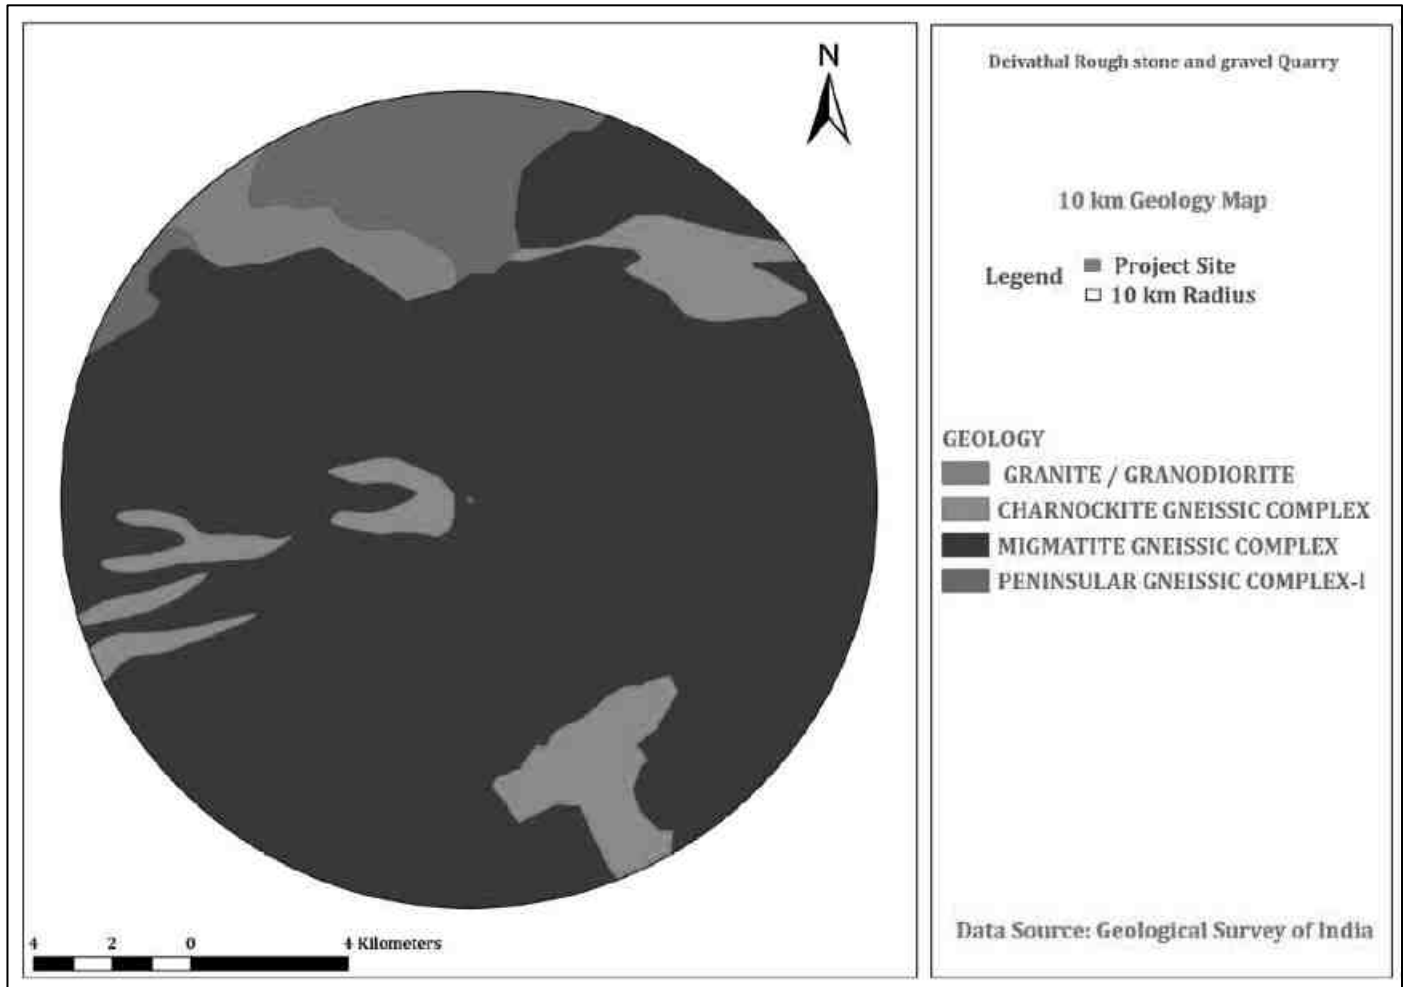 N
Deivathal Rough stone and gravel Quarry
10 km Geology Map
Legend
Project Site
10 km Radius
GEOLOGY
GRANITE / GRANODIORITE
CHARNOCKITE GNEISSIC COMPLEX
MIGMATITE GNEISSIC COMPLEX
PENINSULAR GNEISSIC COMPLEX-I
4 2 0 4 Kilometers
Data Source: Geological Survey of India